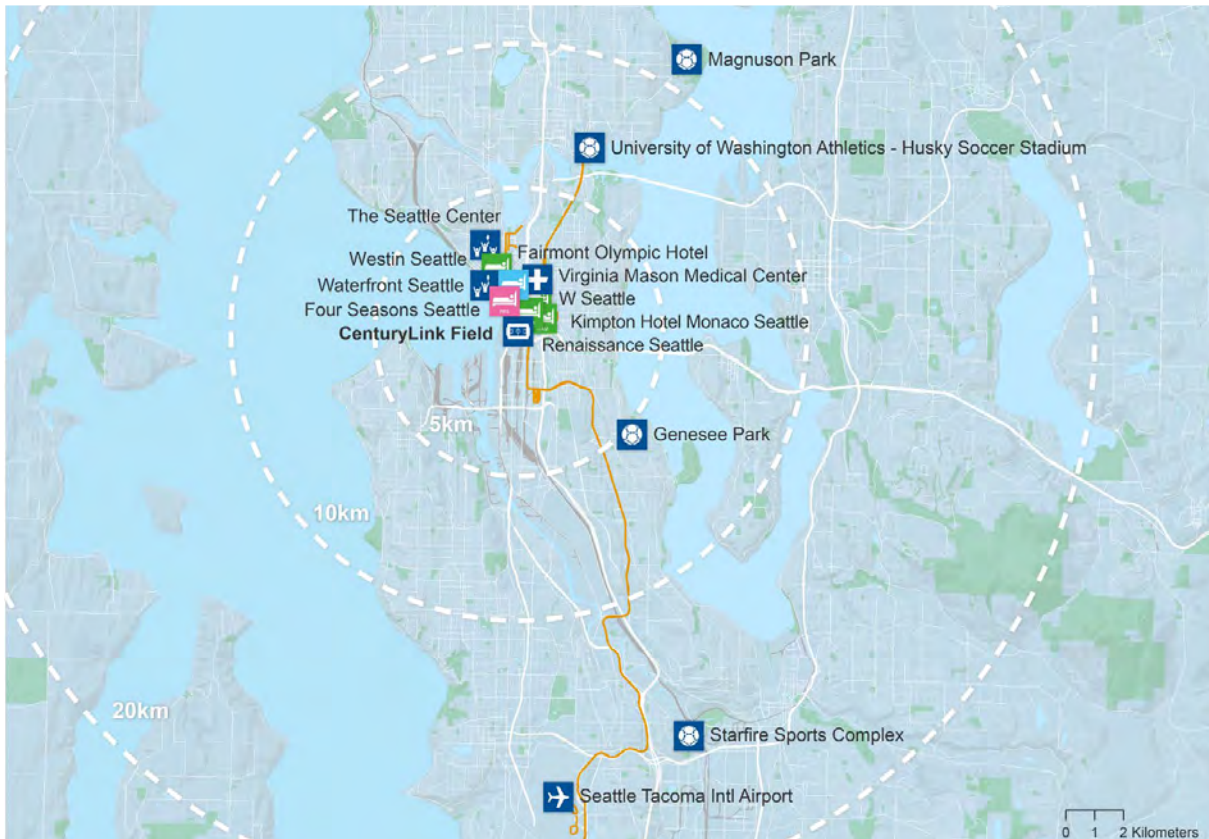 Magnuson Park
University of Washington Athletics - Husky Soccer Stadium
The Seattle Center
Fairmont Olympic Hotel
Westin Seattle
Virginia Mason Medical Center
Waterfront Seattle
W Seattle
Four Seasons Seattle
Kimpton Hotel Monaco Seattle
CenturyLink Field
Renaissance Seattle
5km
Genesee Park
10km
20km
Starfire Sports Complex
Seattle Tacoma Intl Airport
0 1 2 Kilometers